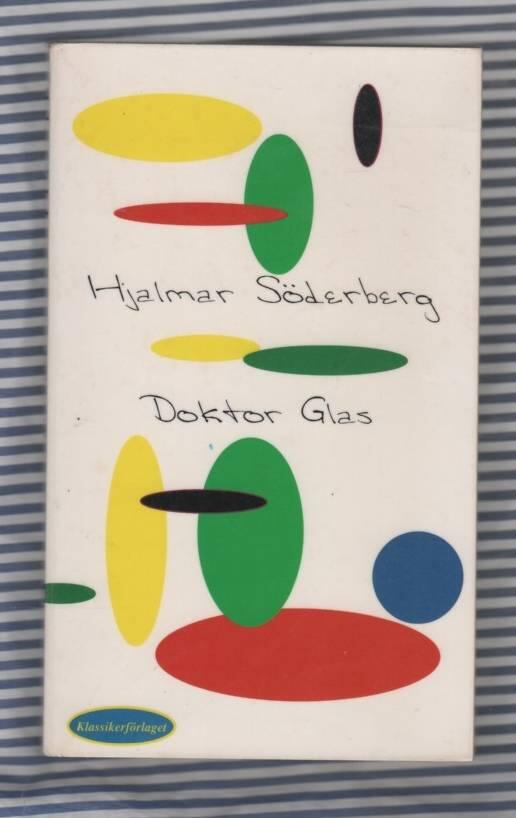 Hjalmar Söderberg
Doktor Glas
Klassikerförlaget